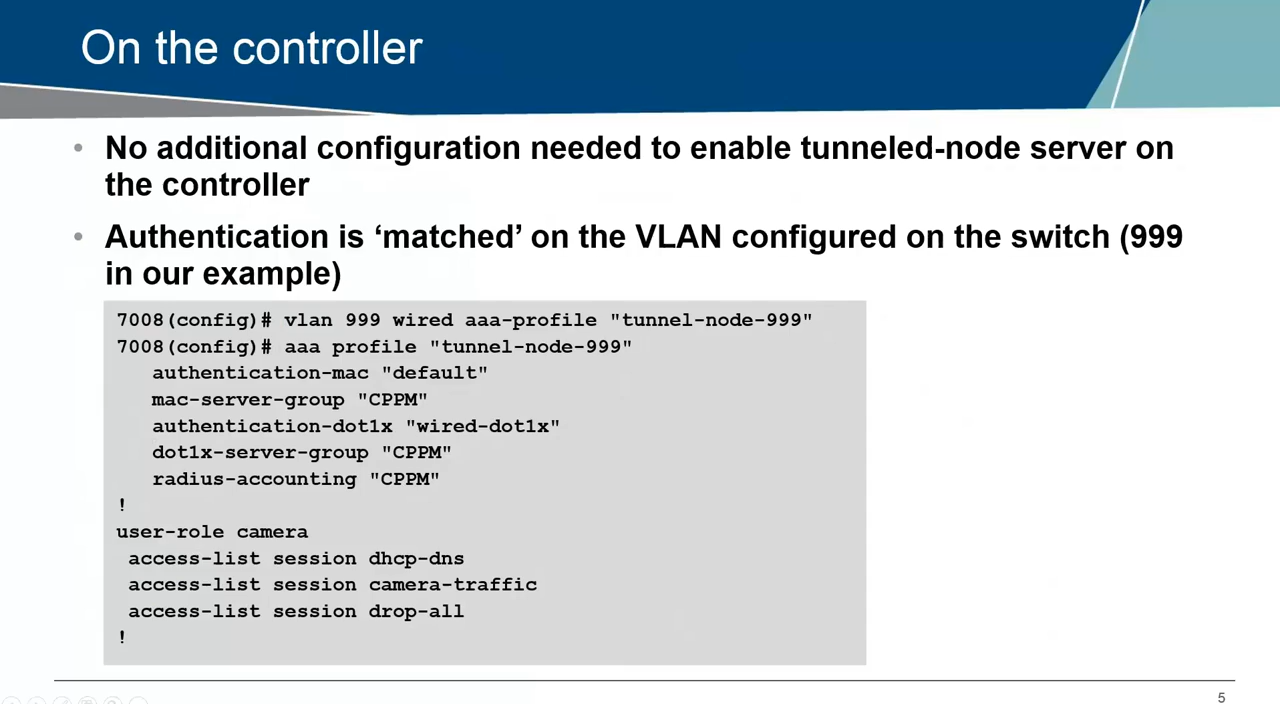 On the controller
• No additional configuration needed to enable tunneled-node server on
the controller
• Authentication is ‘matched’ on the VLAN configured on the switch (999
in our example)
7008(config)# vlan 999 wired aaa-profile "tunnel-node-999"
7008(config)# aaa profile "tunnel-node-999"
   authentication-mac "default"
   mac-server-group "CPPM"
   authentication-dot1x "wired-dot1x"
   dot1x-server-group "CPPM"
   radius-accounting "CPPM"
!
user-role camera
 access-list session dhcp-dns
 access-list session camera-traffic
 access-list session drop-all
!
5